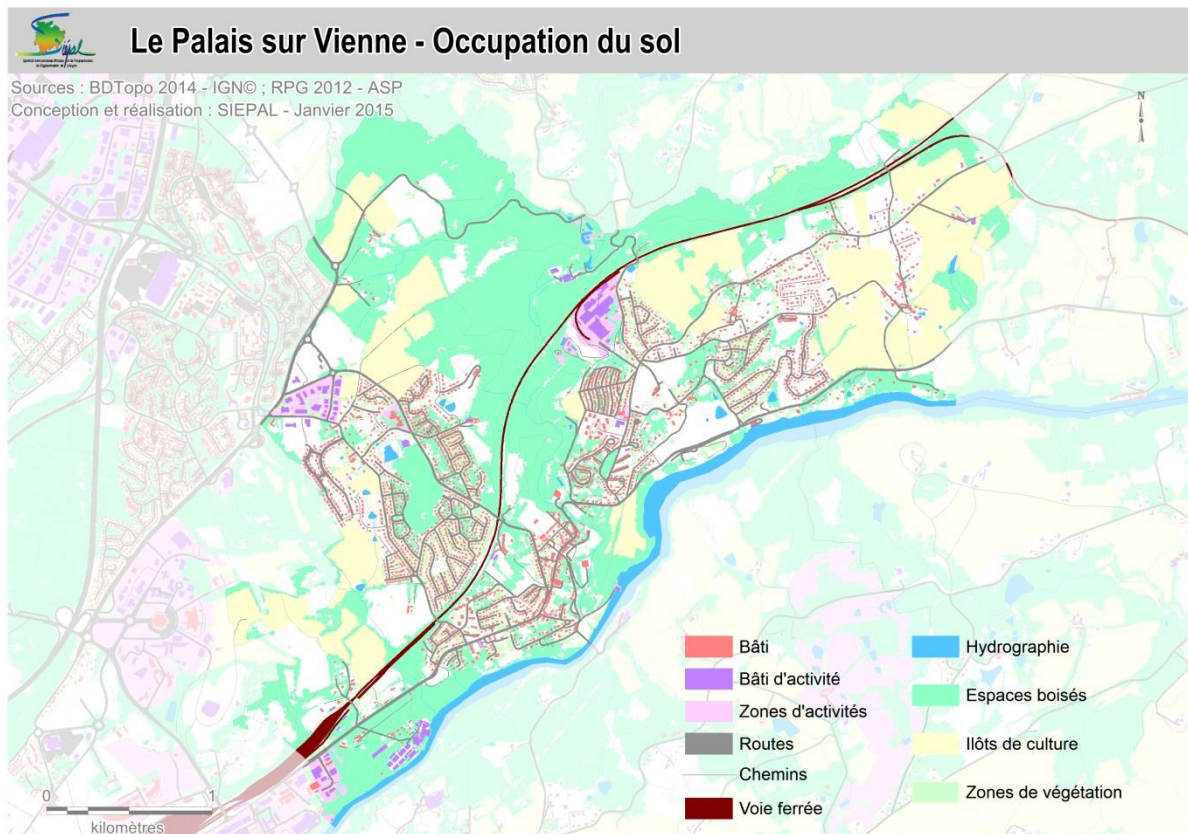 Siepal
Le Palais sur Vienne - Occupation du sol
Sources : BDTopo 2014 - IGN© ; RPG 2012 - ASP
Conception et réalisation : SIEPAL - Janvier 2015
N
Bâti
Bâti d'activité
Zones d'activités
Routes
Chemins
Voie ferrée
Hydrographie
Espaces boisés
Ilôts de culture
Zones de végétation
0 1
kilomètres